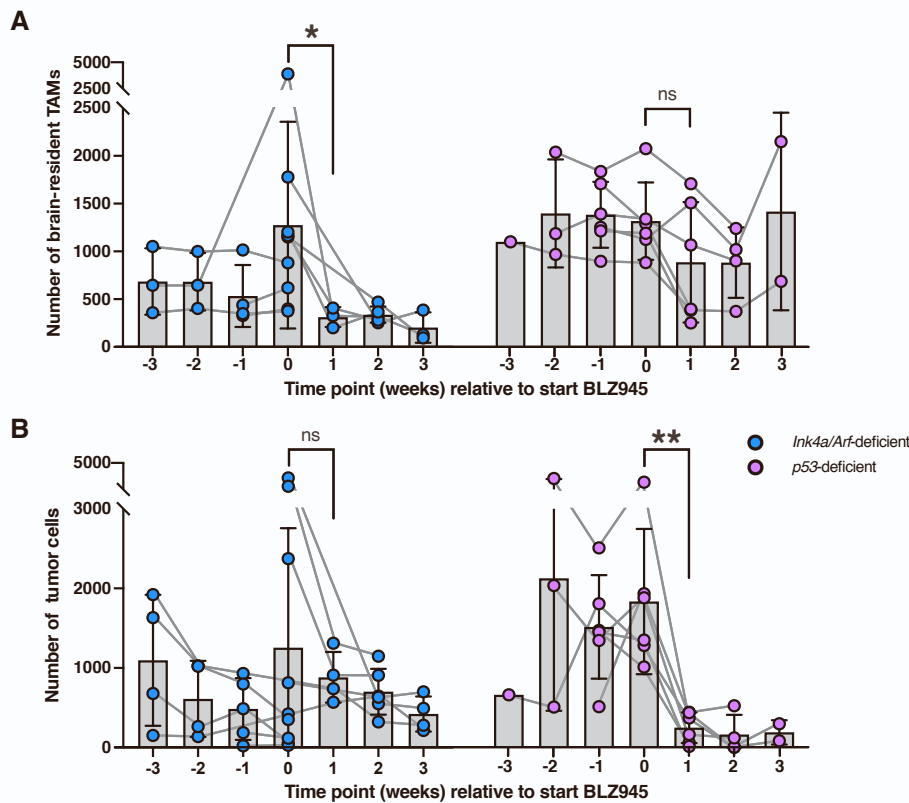 A
*
ns
5000
2500
2500
2000
1500
1000
500
0
Number of brain-resident TAMs
-3 -2 -1 0 1 2 3 -3 -2 -1 0 1 2 3
Time point (weeks) relative to start BLZ945
B
ns
**
Ink4a/Arf-deficient
p53-deficient
5000
3000
2000
1000
0
Number of tumor cells
-3 -2 -1 0 1 2 3 -3 -2 -1 0 1 2 3
Time point (weeks) relative to start BLZ945